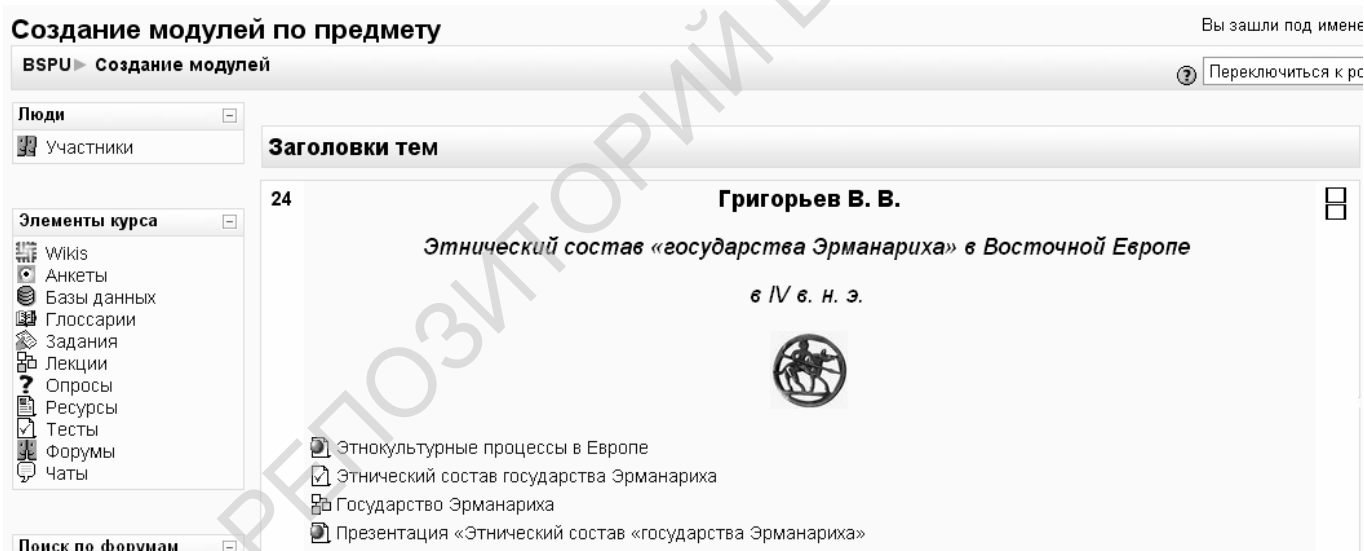 Создание модулей по предмету
Вы зашли под имене
BSPU► Создание модулей
Переключиться к ро
Люди
Участники
Элементы курса
Wikis
Анкеты
Базы данных
Глоссарии
Задания
Лекции
Опросы
Ресурсы
Тесты
Форумы
Чаты
Поиск по форумам
Заголовки тем
24
Григорьев В. В.
Этнический состав «государства Эрманариха» в Восточной Европе
в IV в. н. э.
Этнокультурные процессы в Европе
Этнический состав государства Эрманариха
Государство Эрманариха
Презентация «Этнический состав «государства Эрманариха»
РЕПОЗИТОРИЙ